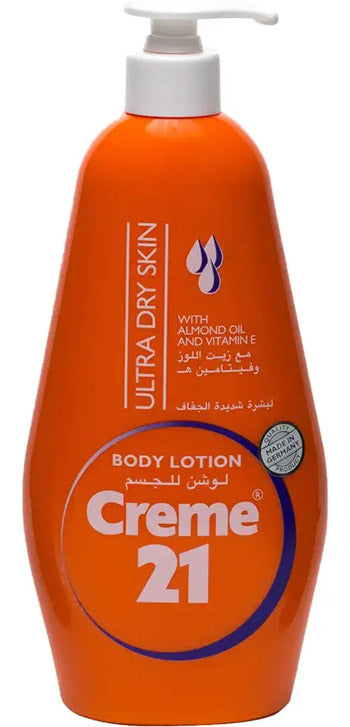 ULTRA DRY SKIN
WITH
ALMOND OIL
AND VITAMIN E
مع زيت اللوز
وفيتامين هـ
لبشرة شديدة الجفاف
QUALITY
MADE IN
GERMANY
PRODUCT
BODY LOTION
لوشن للجسم
Creme®
21